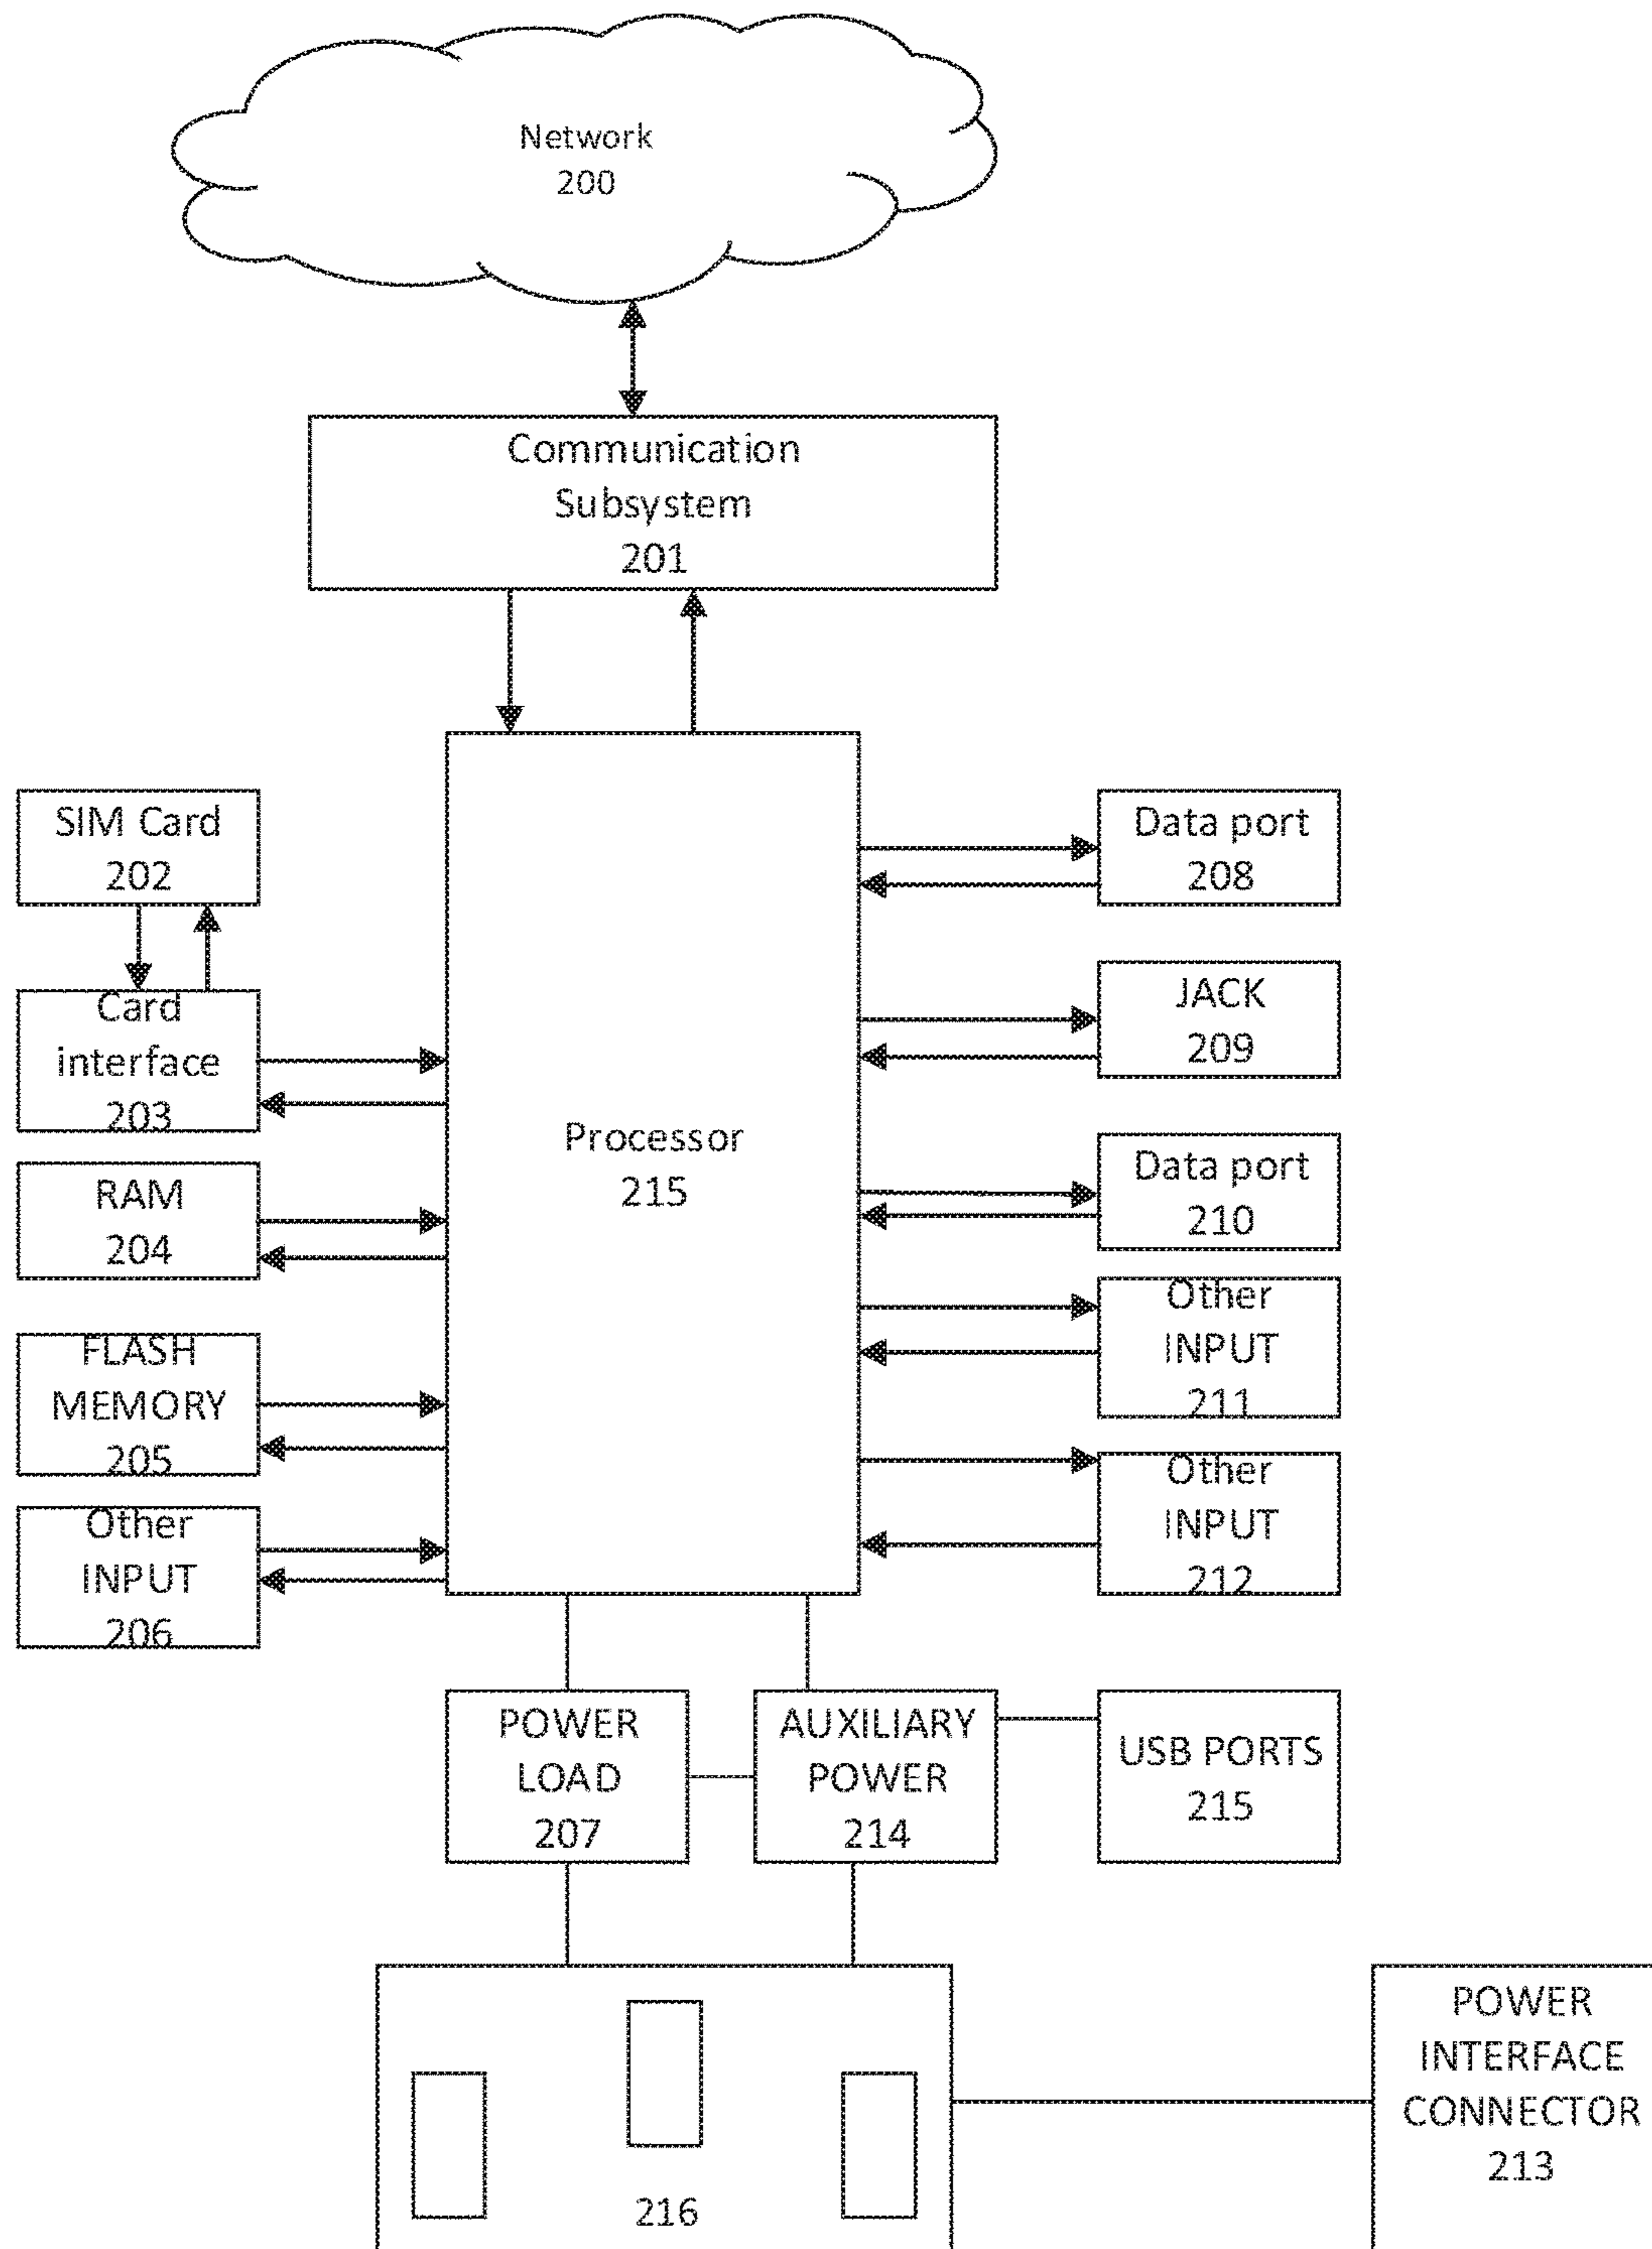 Network
200
Communication
Subsystem
201
SIM Card
202
Card
interface
203
RAM
204
FLASH
MEMORY
205
Other
INPUT
206
Processor
215
Data port
208
JACK
209
Data port
210
Other
INPUT
211
Other
INPUT
212
POWER
LOAD
207
AUXILIARY
POWER
214
USB PORTS
215
216
POWER
INTERFACE
CONNECTOR
213